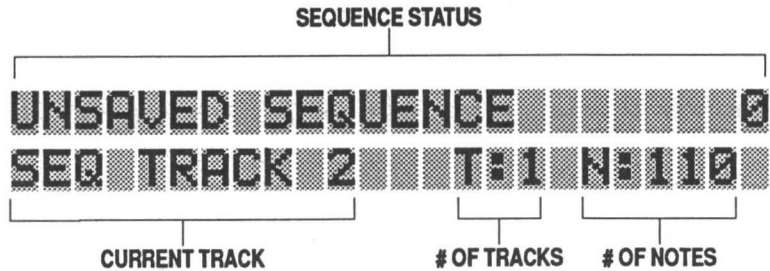 SEQUENCE STATUS
UNSAVED SEQUENCE 0
SEQ TRACK 2 T:1 N:110
CURRENT TRACK # OF TRACKS # OF NOTES